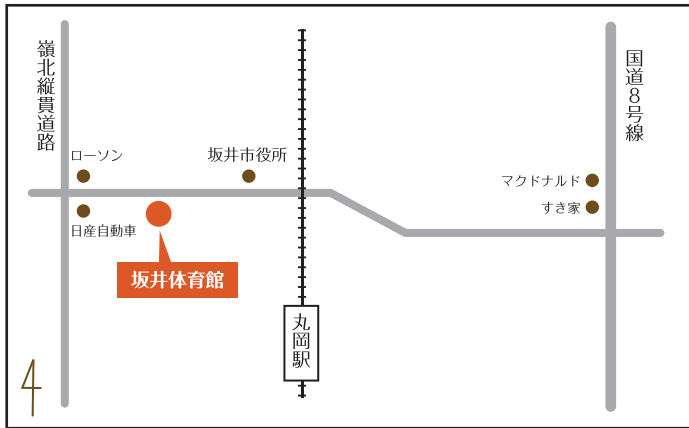 嶺北縦貫道路
国道8号線
ローソン
坂井市役所
マクドナルド
すき家
日産自動車
坂井体育館
丸岡駅